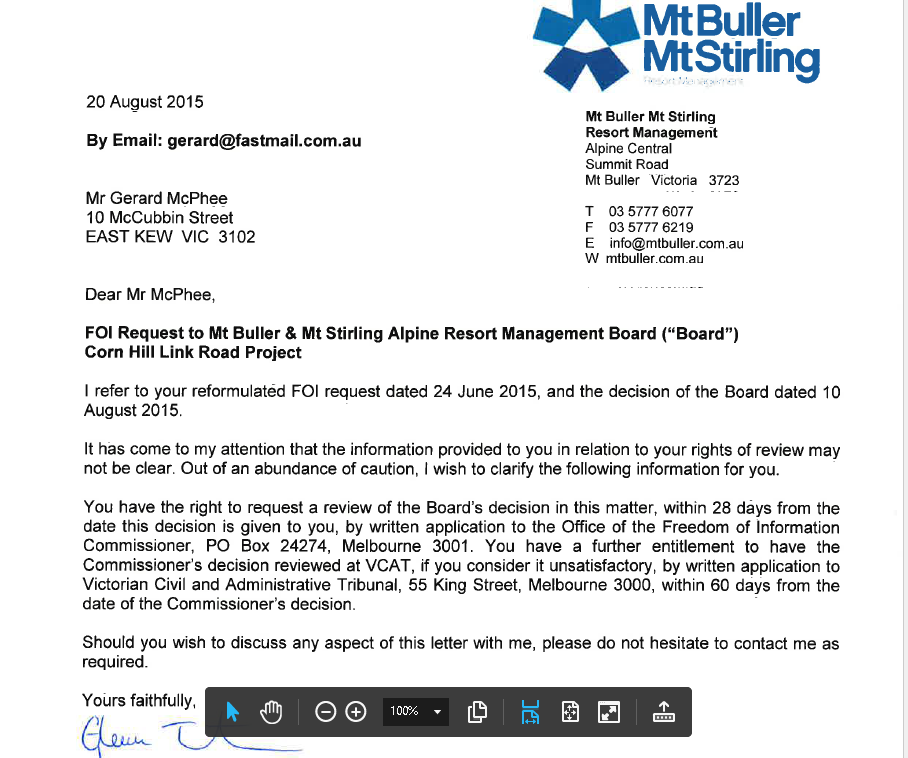 Mt Buller
Mt Stirling
Resort Management
20 August 2015
By Email: gerard@fastmail.com.au
Mt Buller Mt Stirling
Resort Management
Alpine Central
Summit Road
Mt Buller Victoria 3723
Mr Gerard McPhee
10 McCubbin Street
EAST KEW VIC 3102
T 03 5777 6077
F 03 5777 6219
E info@mtbuller.com.au
W mtbuller.com.au
Dear Mr McPhee,
FOI Request to Mt Buller & Mt Stirling Alpine Resort Management Board (“Board”)
Corn Hill Link Road Project
I refer to your reformulated FOI request dated 24 June 2015, and the decision of the Board dated 10
August 2015.
It has come to my attention that the information provided to you in relation to your rights of review may
not be clear. Out of an abundance of caution, I wish to clarify the following information for you.
You have the right to request a review of the Board’s decision in this matter, within 28 days from the
date this decision is given to you, by written application to the Office of the Freedom of Information
Commissioner, PO Box 24274, Melbourne 3001. You have a further entitlement to have the
Commissioner’s decision reviewed at VCAT, if you consider it unsatisfactory, by written application to
Victorian Civil and Administrative Tribunal, 55 King Street, Melbourne 3000, within 60 days from the
date of the Commissioner’s decision.
Should you wish to discuss any aspect of this letter with me, please do not hesitate to contact me as
required.
Yours faithfully,
100%
Glenn